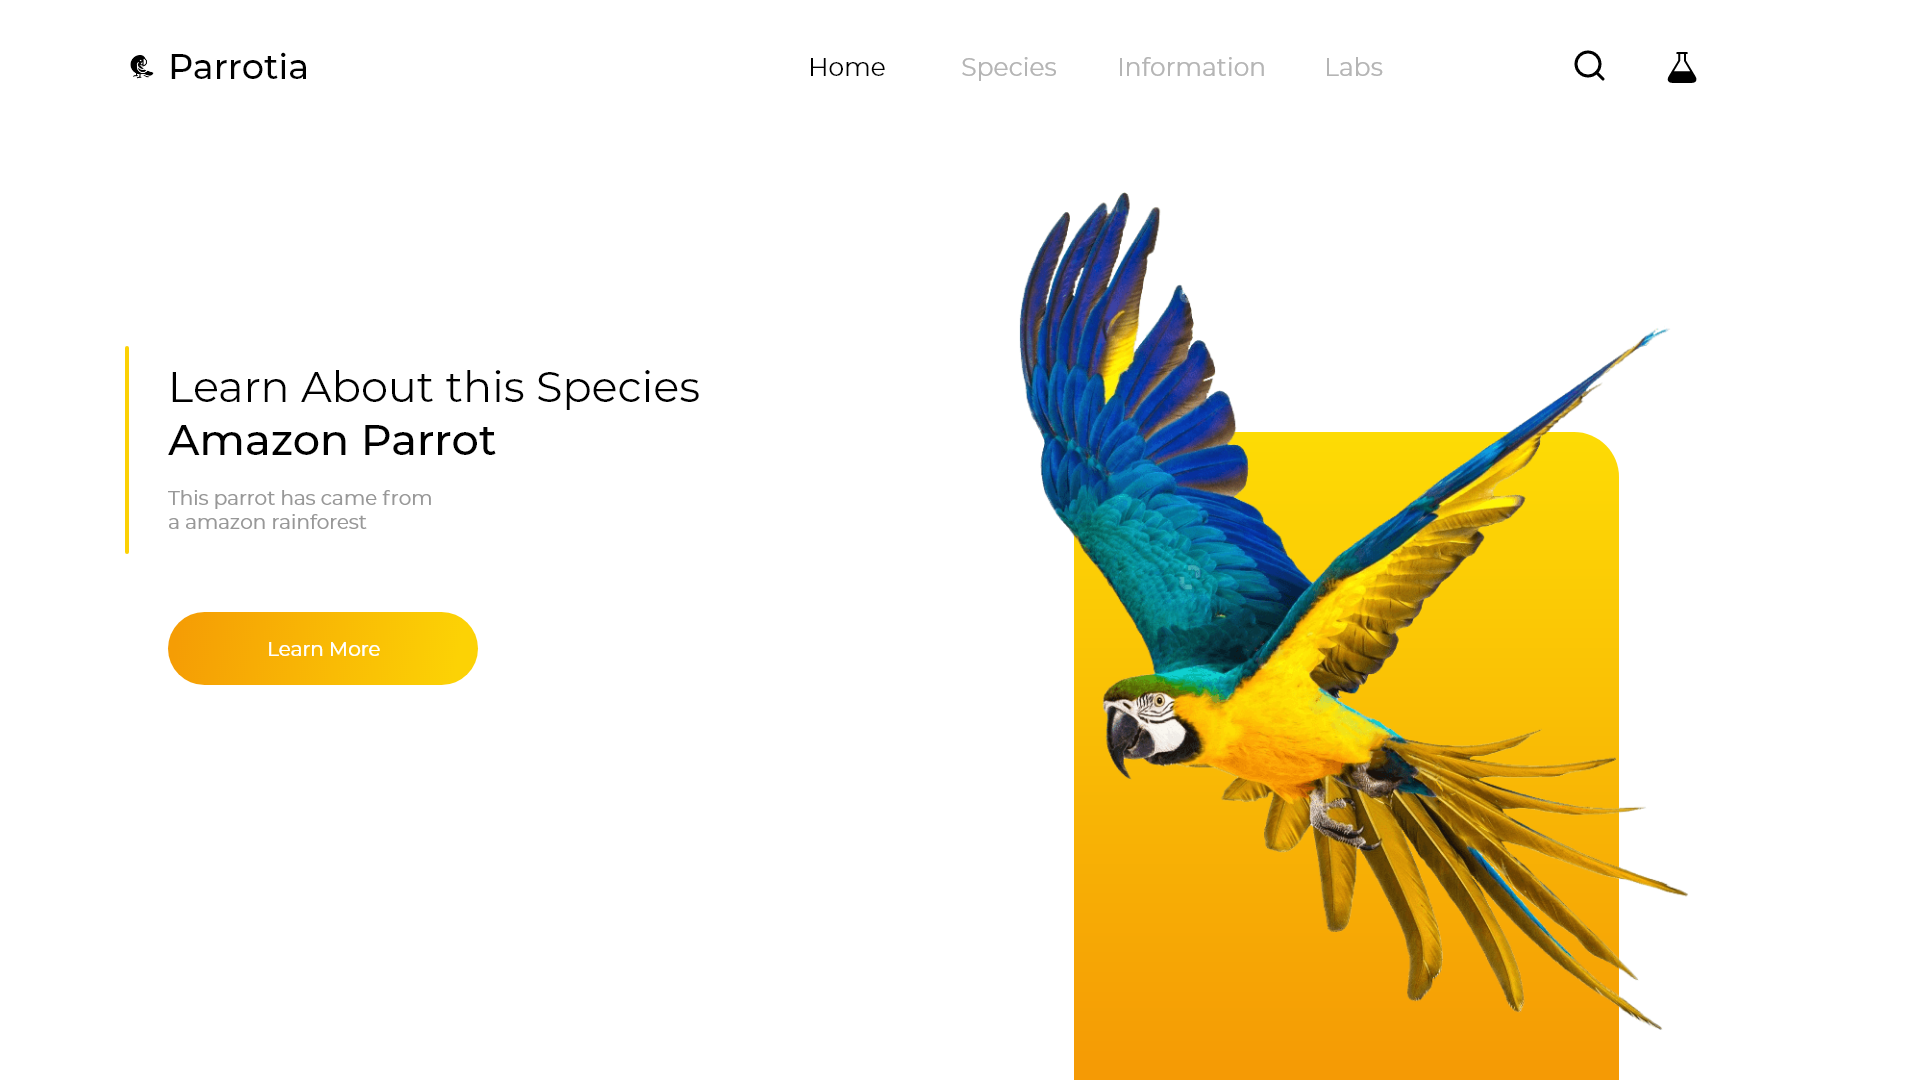 Parrotia
Home Species Information Labs
Learn About this Species
Amazon Parrot
This parrot has came from
a amazon rainforest
Learn More